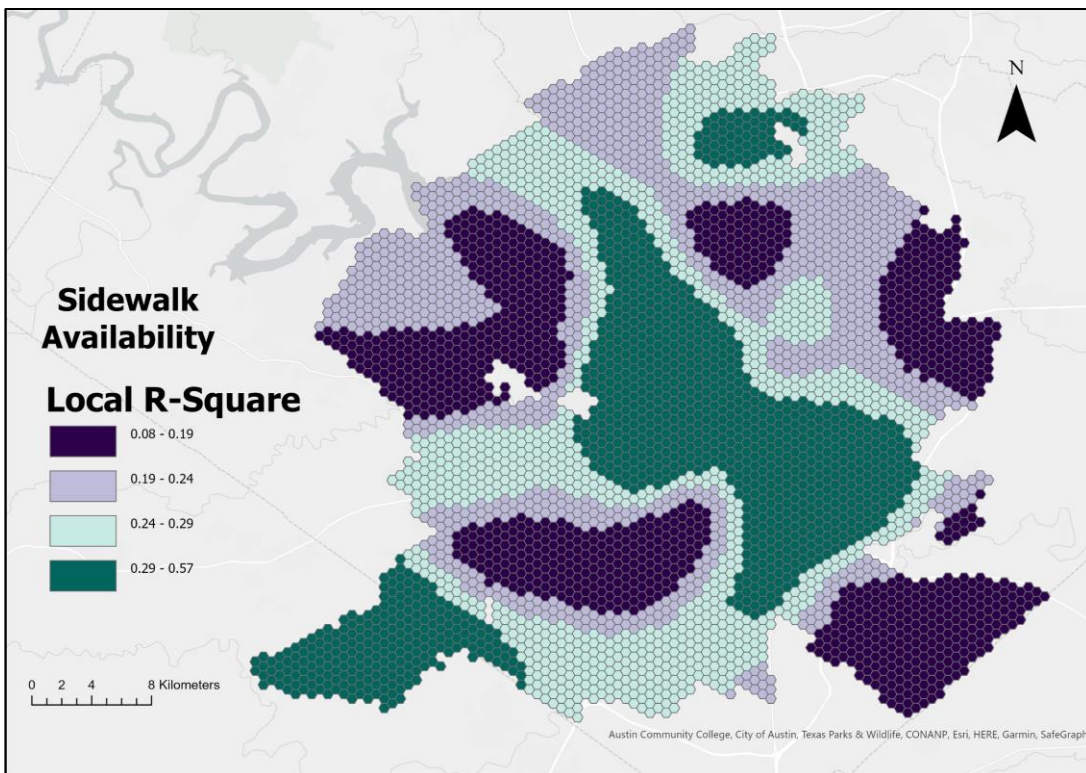 N
Sidewalk
Availability
Local R-Square
0.08 - 0.19
0.19 - 0.24
0.24 - 0.29
0.29 - 0.57
0 2 4 8 Kilometers
Austin Community College, City of Austin, Texas Parks & Wildlife, CONANP, Esri, HERE, Garmin, SafeGraph